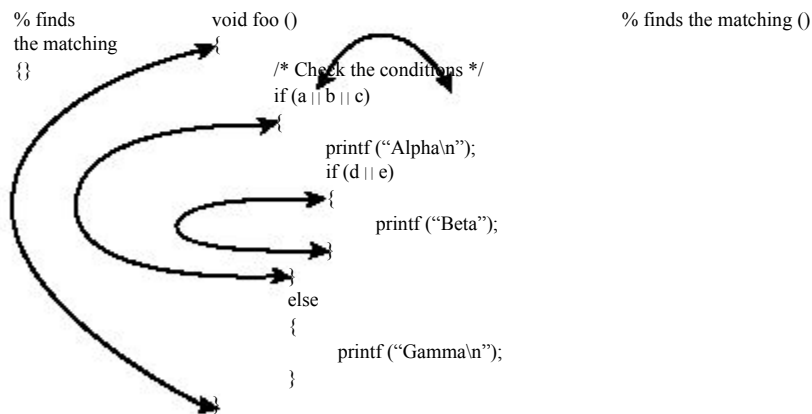 % finds
the matching
{}
void foo ()
{
/* Check the conditions */
if (a || b || c)
{
printf (“Alpha\n”);
if (d || e)
{
printf (“Beta”);
}
}
else
{
printf (“Gamma\n”);
}
}
% finds the matching ()